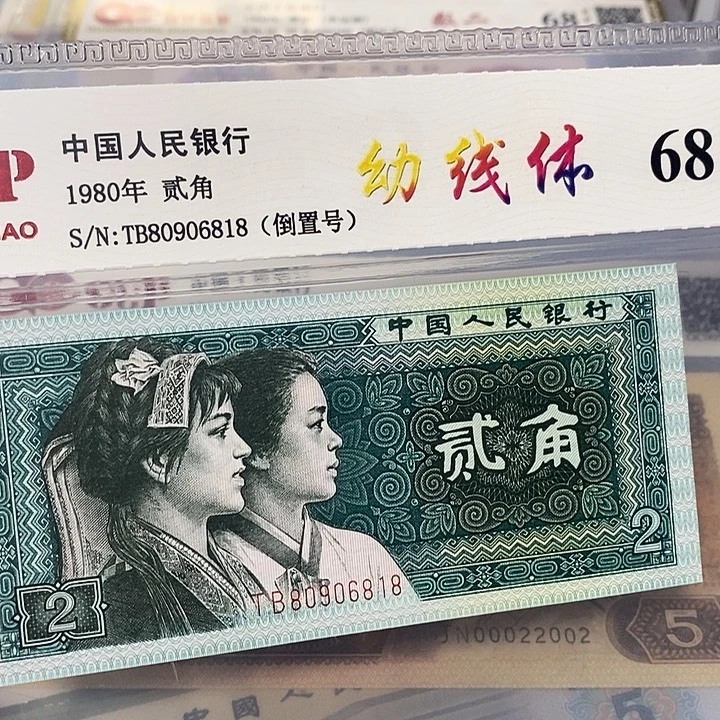 68
P
中国人民银行
1980年 贰角
AO
S/N:TB80906818（倒置号）
幼线体
68
中国人民银行
贰角
2
2
TB80906818
JN00022002
5